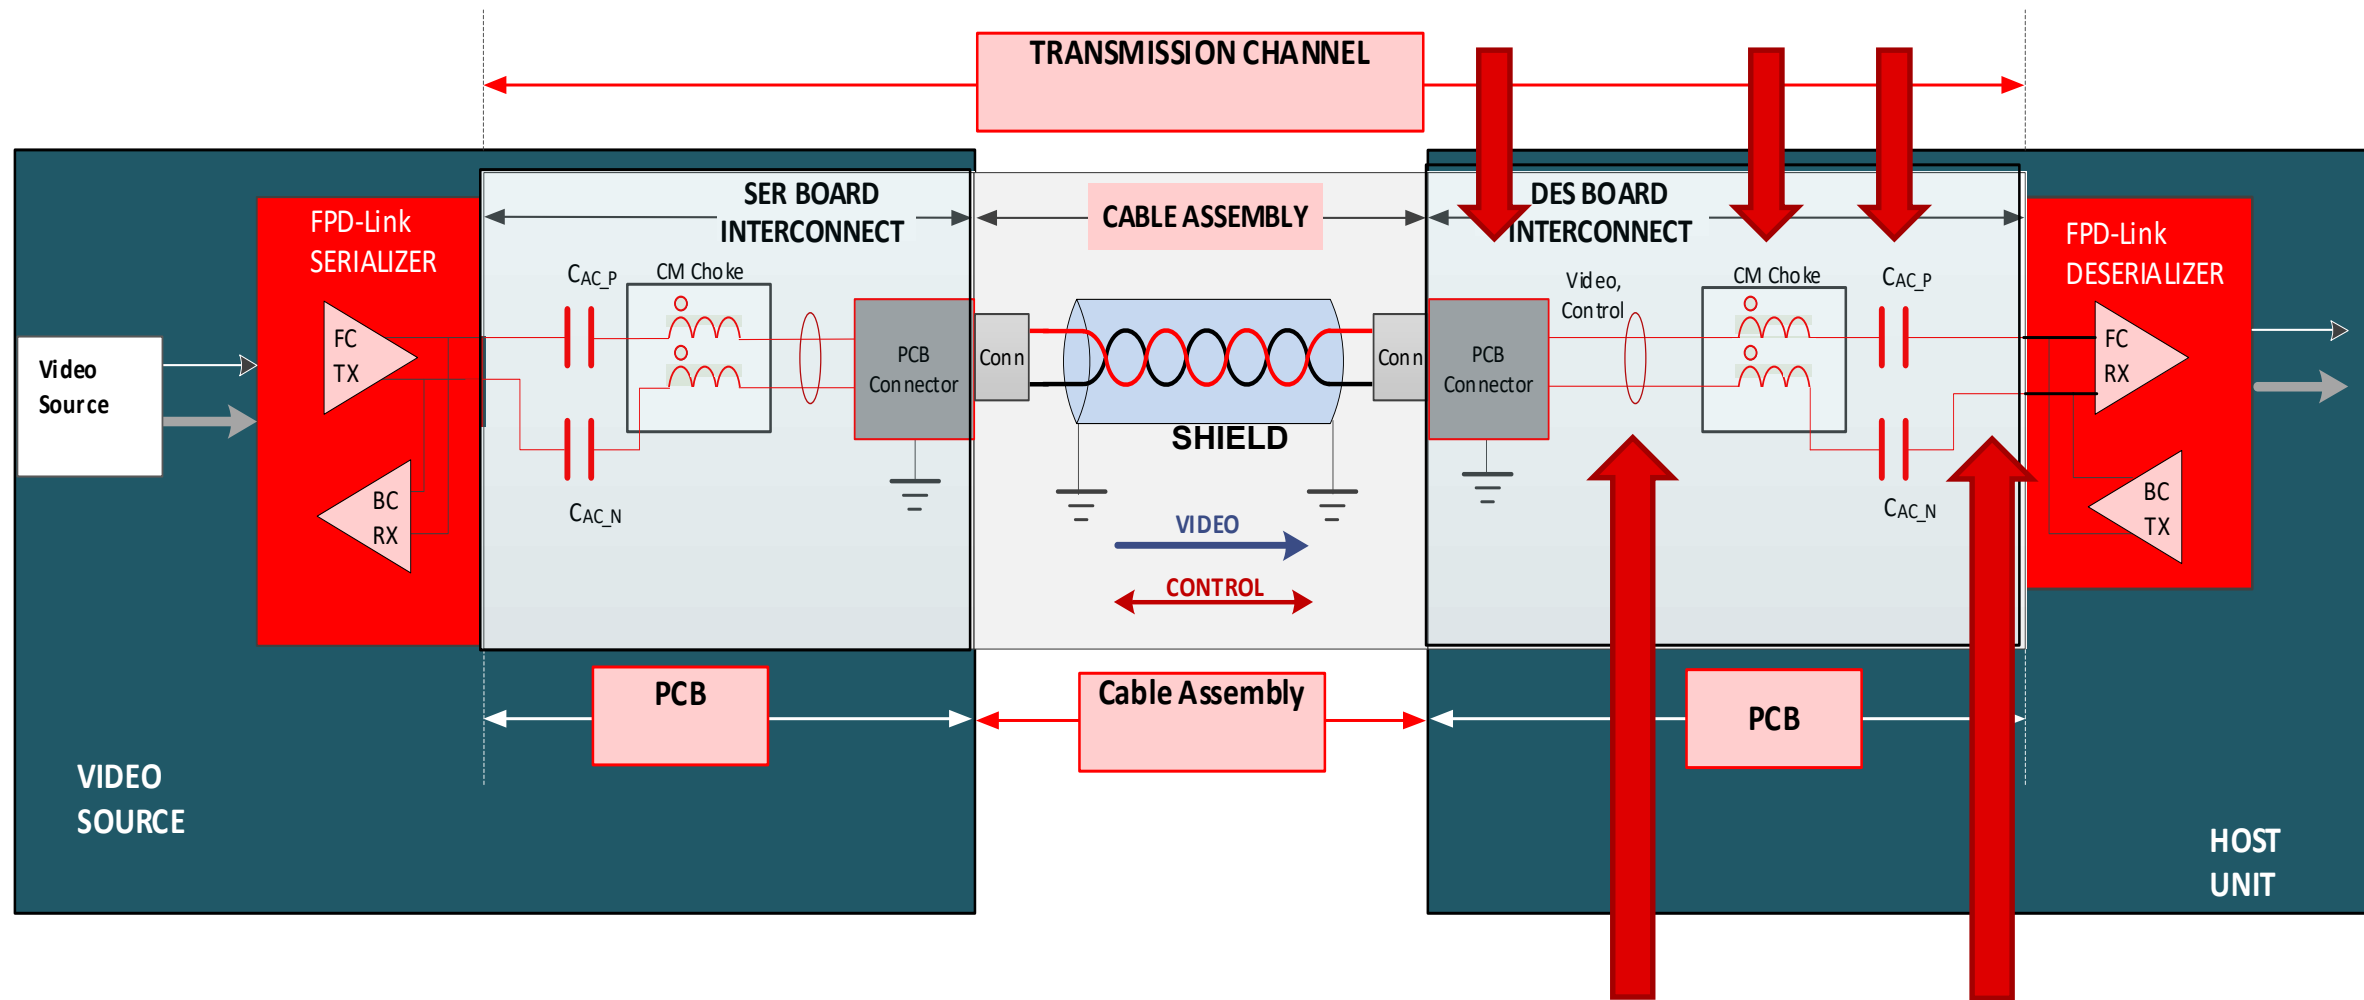 TRANSMISSION CHANNEL
SER BOARD
INTERCONNECT
CABLE ASSEMBLY
DES BOARD
INTERCONNECT
FPD-Link
SERIALIZER
FPD-Link
DESERIALIZER
CAC_P
CM Choke
Video,
Control
CM Choke
CAC_P
FC
TX
PCB
Connector
Conn
Conn
PCB
Connector
FC
RX
Video
Source
SHIELD
BC
RX
CAC_N
VIDEO
CAC_N
BC
TX
CONTROL
PCB
Cable Assembly
PCB
VIDEO
SOURCE
HOST
UNIT